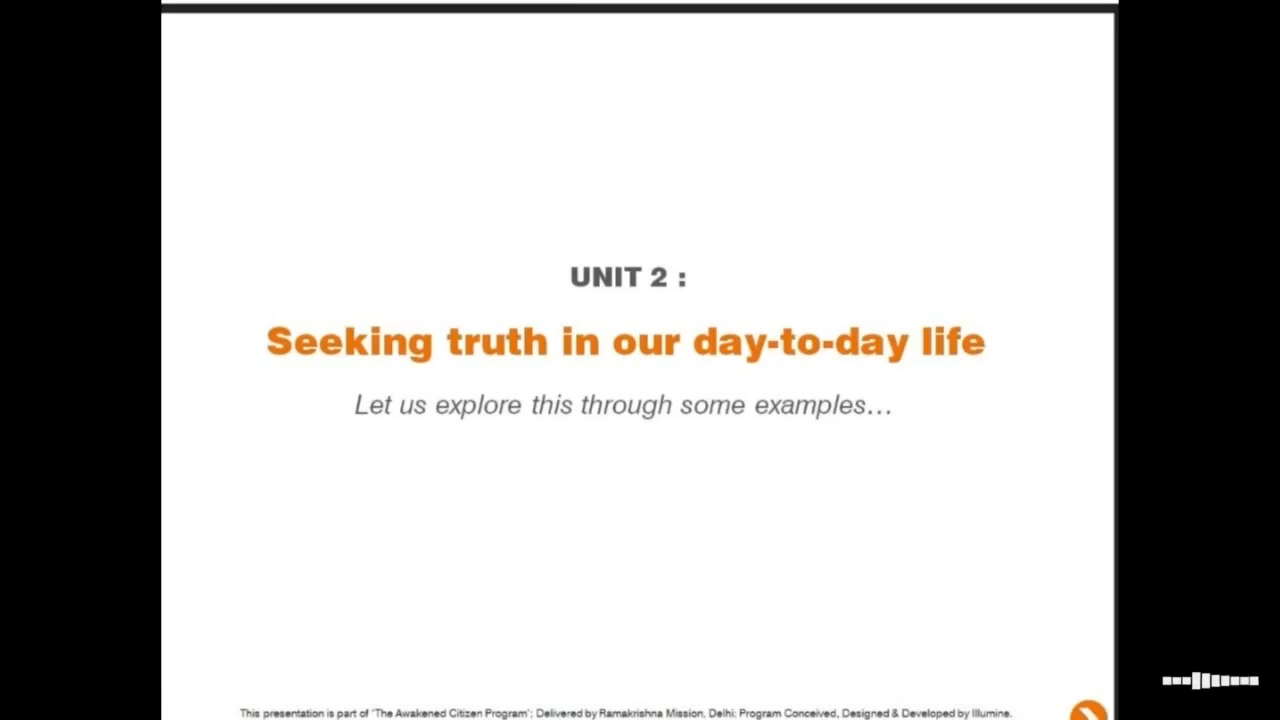 UNIT 2 :
Seeking truth in our day-to-day life
Let us explore this through some examples...
This presentation is part of 'The Awakened Citizen Program'; Delivered by Ramakrishna Mission, Delhi; Program Conceived, Designed & Developed by Illumine.